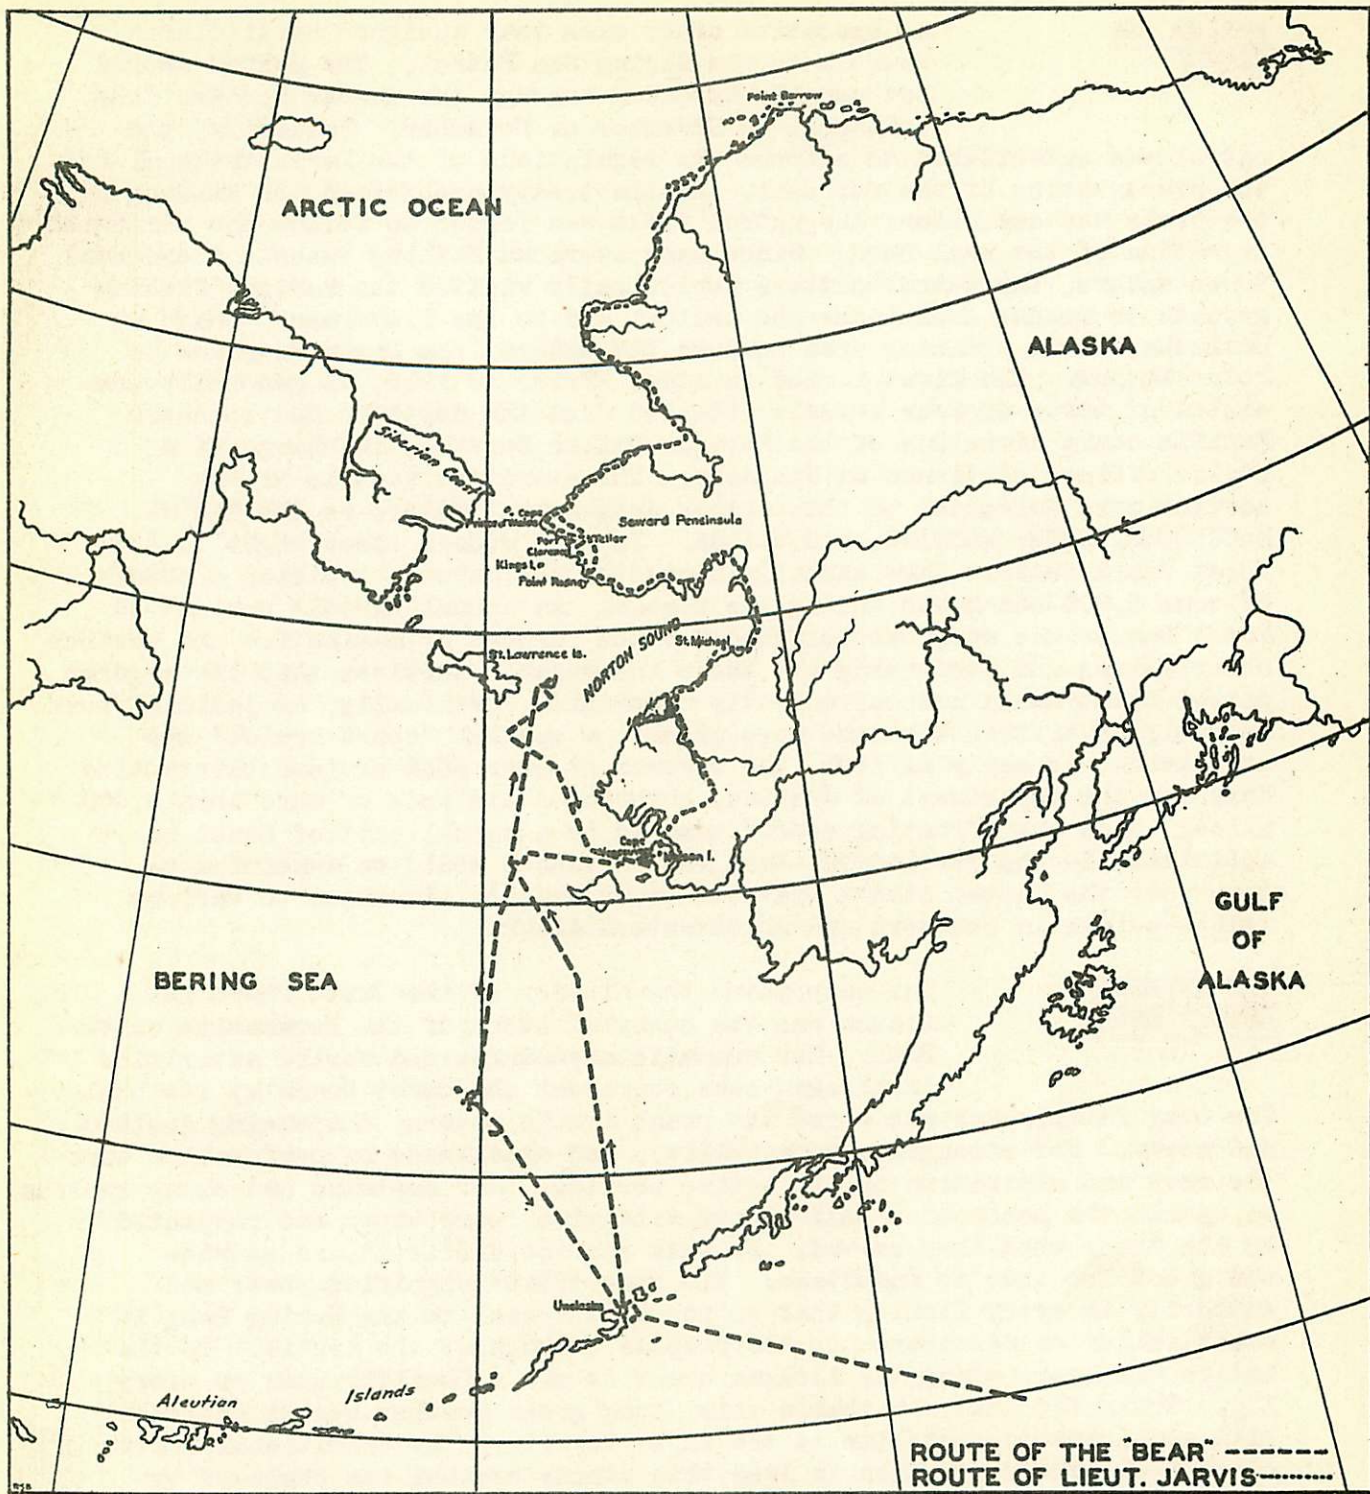 Point Barrow
ARCTIC OCEAN
ALASKA
Siberian Coast
Cape
Prince of Wales
Seward Peninsula
Port
Clarence
Teller
Kings I.
Point Rodney
NORTON SOUND
St. Michael
St. Lawrence Is.
Cape
Vancouver
Nelson I.
GULF
OF
ALASKA
BERING SEA
Unalaska
Aleutian Islands
ROUTE OF THE "BEAR"
ROUTE OF LIEUT. JARVIS